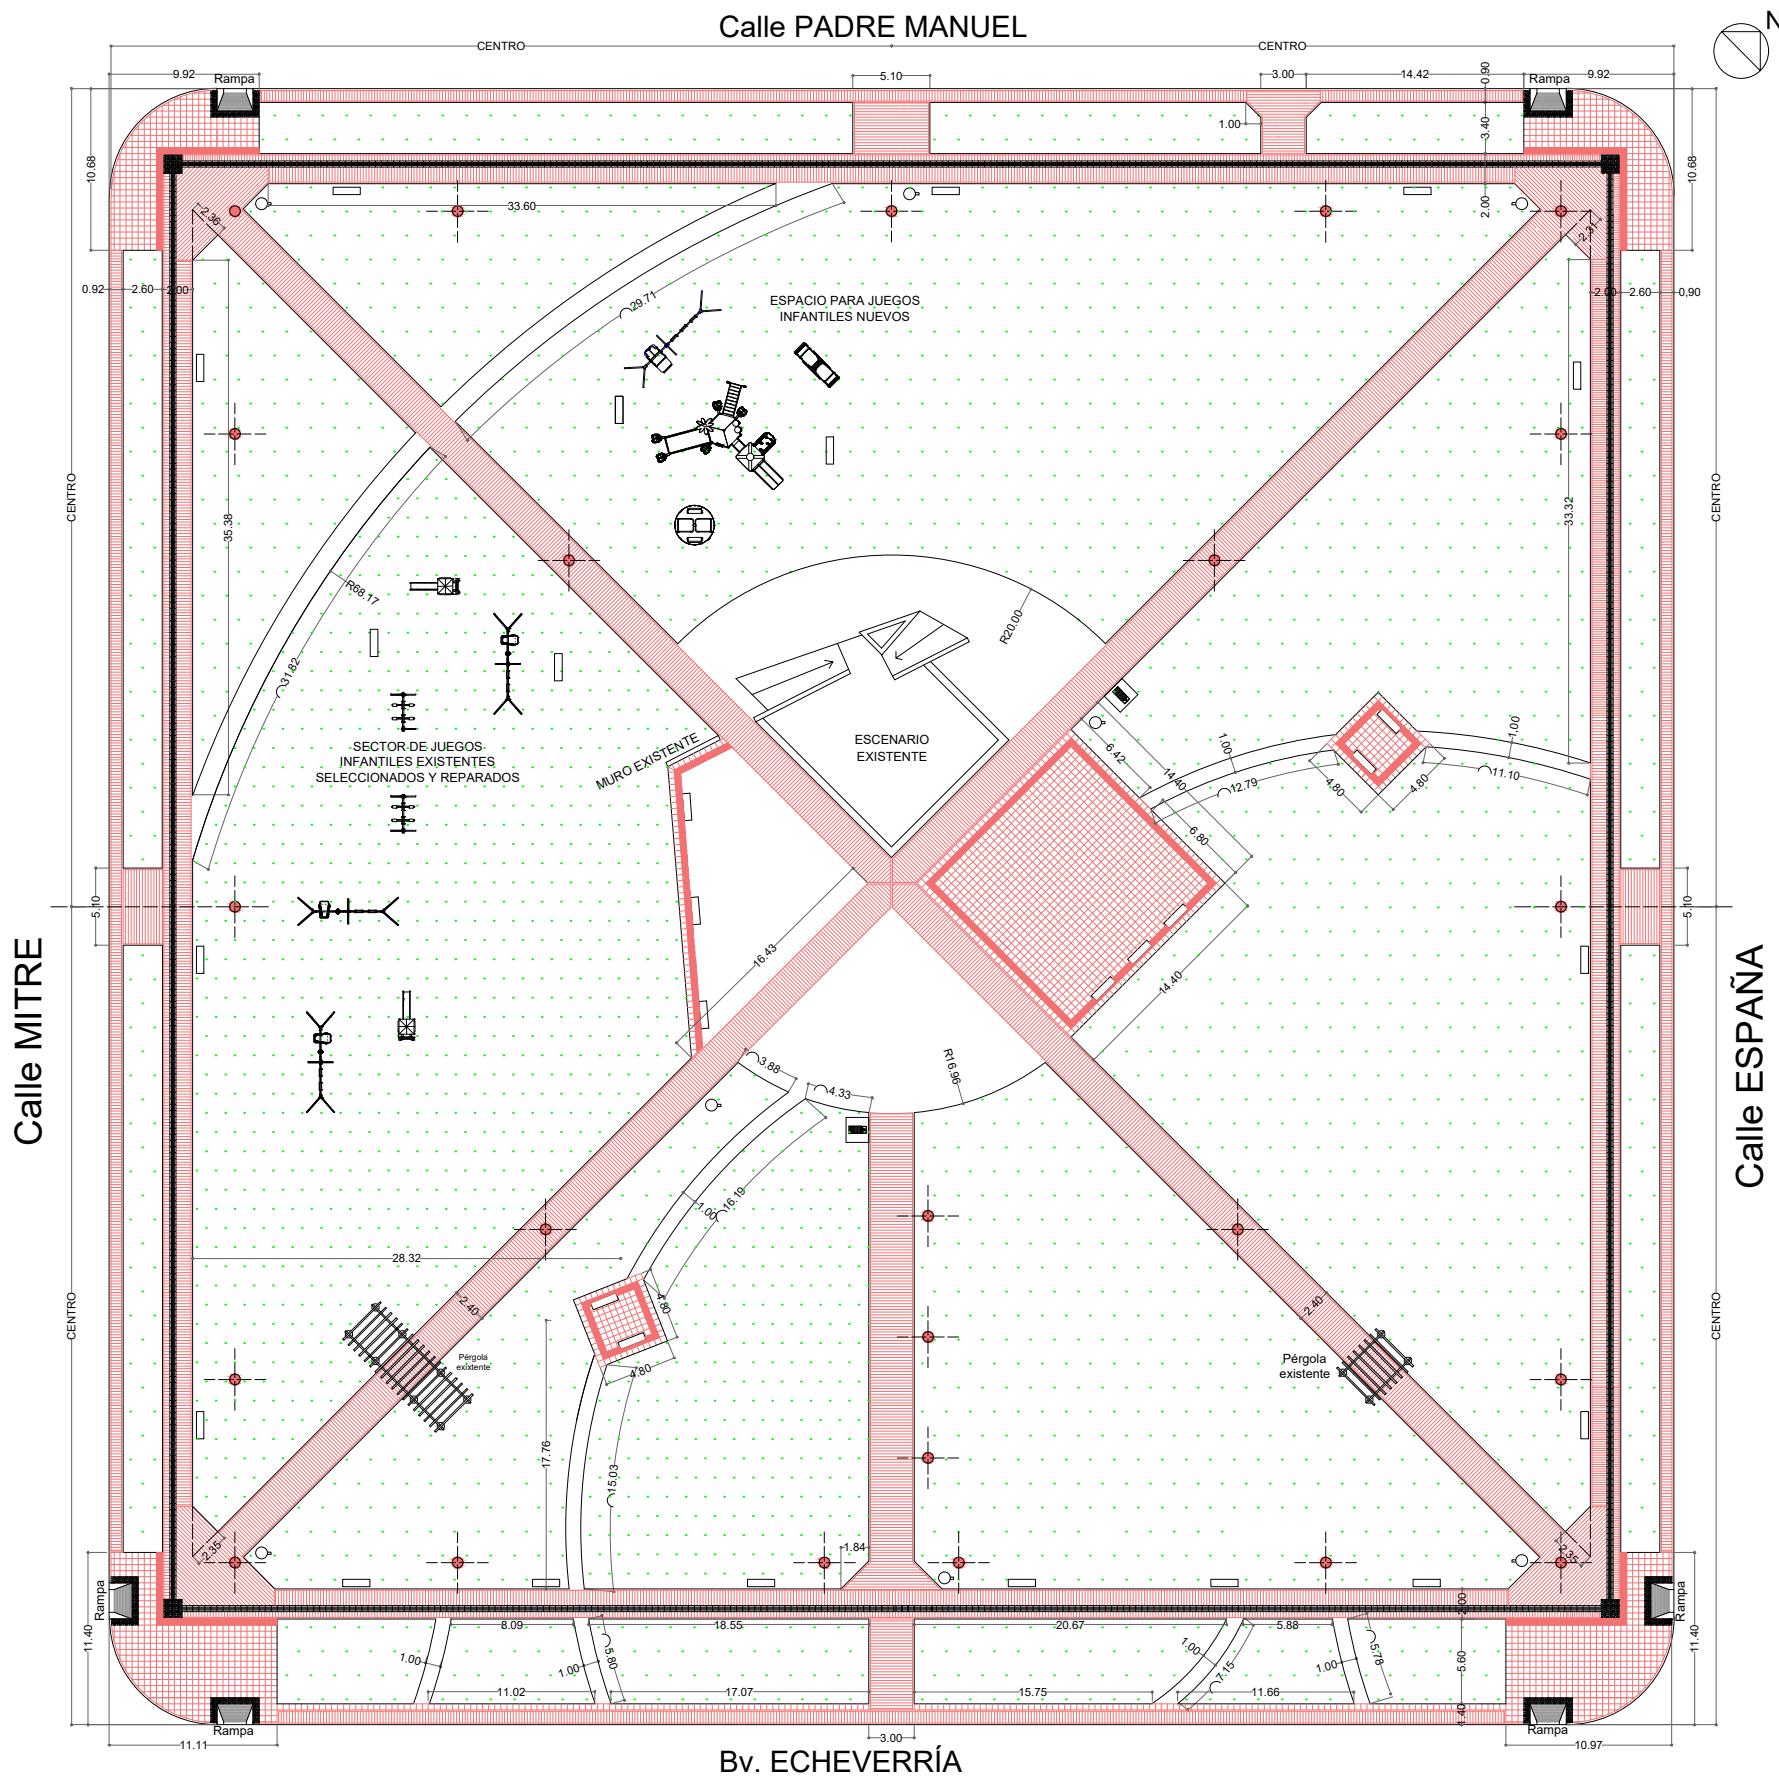 Calle PADRE MANUEL
N
CENTRO
CENTRO
9.92
Rampa
5.10
3.00
14.42
0.90
Rampa
9.92
1.00
3.40
10.68
10.68
33.60
2.00
2.36
2.31
0.92
2.60
2.00
29.71
ESPACIO PARA JUEGOS
INFANTILES NUEVOS
2.00
2.60
0.90
CENTRO
35.38
33.32
CENTRO
R68.17
R20.00
31.82
SECTOR DE JUEGOS
INFANTILES EXISTENTES
SELECCIONADOS Y REPARADOS
MURO EXISTENTE
ESCENARIO
EXISTENTE
6.42
14.40
1.00
12.79
1.00
11.10
4.80
4.80
6.80
5.10
5.10
16.43
14.40
Calle MITRE
Calle ESPAÑA
3.88
4.33
R16.96
1.00
16.19
28.32
2.40
4.80
2.40
CENTRO
CENTRO
Pérgola
existente
4.80
Pérgola
existente
17.76
15.03
2.35
1.84
2.35
Rampa
Rampa
2.00
8.09
18.55
20.67
5.88
11.40
1.00
1.00
5.80
1.00
7.15
1.00
5.78
5.60
11.40
11.02
17.07
15.75
11.66
1.40
Rampa
Rampa
11.11
3.00
10.97
Bv. ECHEVERRÍA